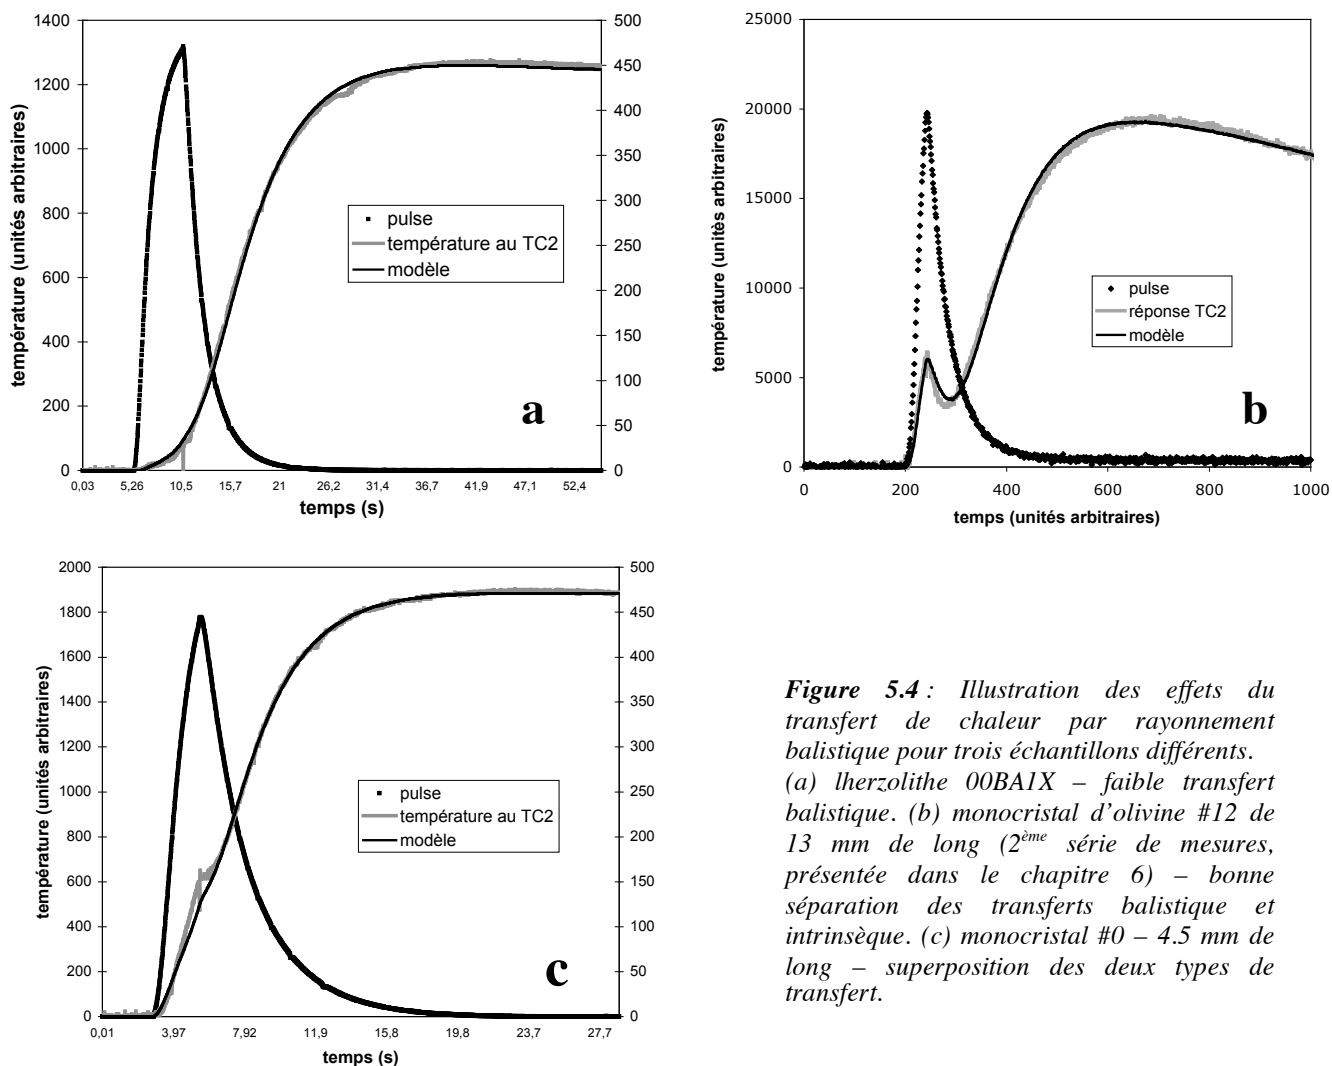 1400
1200
1000
800
600
400
200
0
500
450
400
350
300
250
200
150
100
50
0
température (unités arbitraires)
pulse
température au TC2
modèle
a
0,03 5,26 10,5 15,7 21 26,2 31,4 36,7 41,9 47,1 52,4
temps (s)
25000
20000
15000
10000
5000
0
température (unités arbitraires)
pulse
réponse TC2
modèle
b
0 200 400 600 800 1000
temps (unités arbitraires)
2000
1800
1600
1400
1200
1000
800
600
400
200
0
500
450
400
350
300
250
200
150
100
50
0
température (unités arbitraires)
pulse
température au TC2
modèle
c
0,01 3,97 7,92 11,9 15,8 19,8 23,7 27,7
temps (s)
Figure 5.4 : Illustration des effets du
transfert de chaleur par rayonnement
balistique pour trois échantillons différents.
(a) lherzolithe 00BA1X – faible transfert
balistique. (b) monocristal d'olivine #12 de
13 mm de long (2ème série de mesures,
présentée dans le chapitre 6) – bonne
séparation des transferts balistique et
intrinsèque. (c) monocristal #0 – 4.5 mm de
long – superposition des deux types de
transfert.